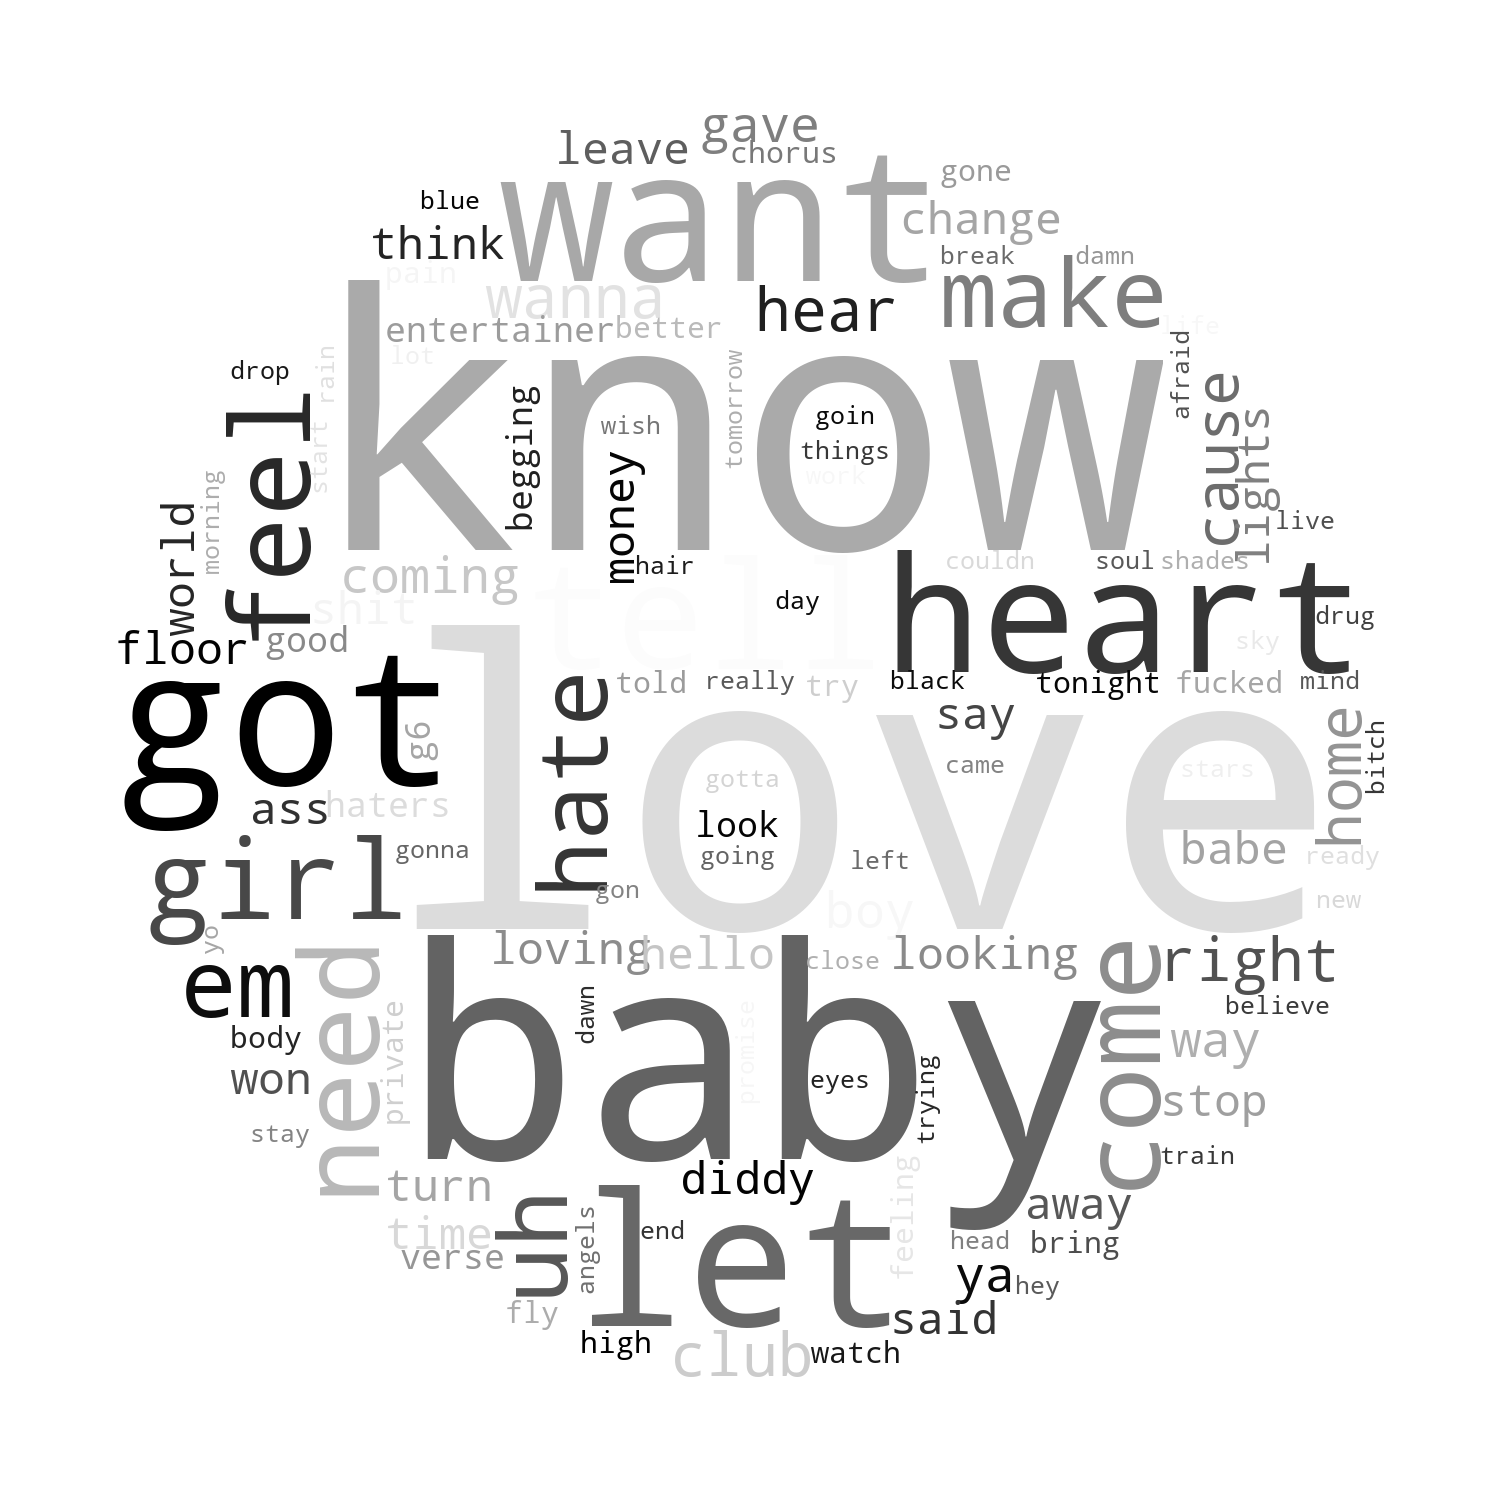 gave
leave
chorus
want
gone
blue
change
think
break
damn
pain
make
wanna
hear
know
life
entertainer
better
lot
rain
tomorrow
afraid
drop
feel
cause
begging
goin
lights
wish
start
things
money
work
morning
world
live
coming
tell
hair
couldn
soul
shades
heart
shit
day
drug
floor
good
love
sky
got
hate
told
really
try
black
tonight
fucked
mind
say
home
g6
bitch
came
stars
gotta
ass
haters
look
girl
gonna
going
left
babe
ready
gon
boy
new
yo
loving
hello
baby
close
looking
come
right
em
need
dawn
believe
private
promise
body
way
won
eyes
trying
stop
stay
train
turn
diddy
feeling
let
away
time
uh
angels
end
head
bring
verse
ya
hey
fly
said
high
club
watch